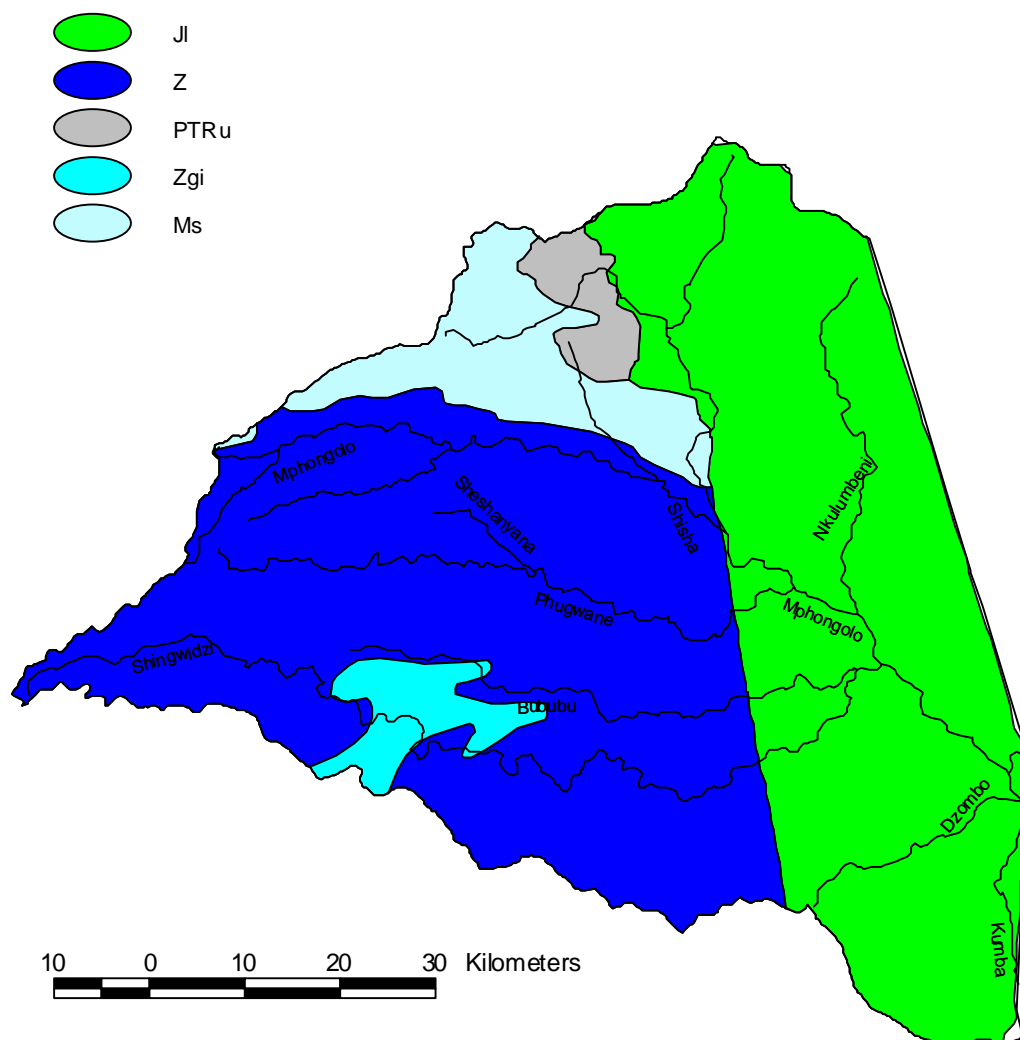 Jl
Z
PTRu
Zgi
Ms
Mphongolo
Sheshanyana
Shisha
Nkulumbeni
Phugwane
Mphongolo
Shingwidzi
Bububu
Dzombo
Kumba
10 0 10 20 30 Kilometers